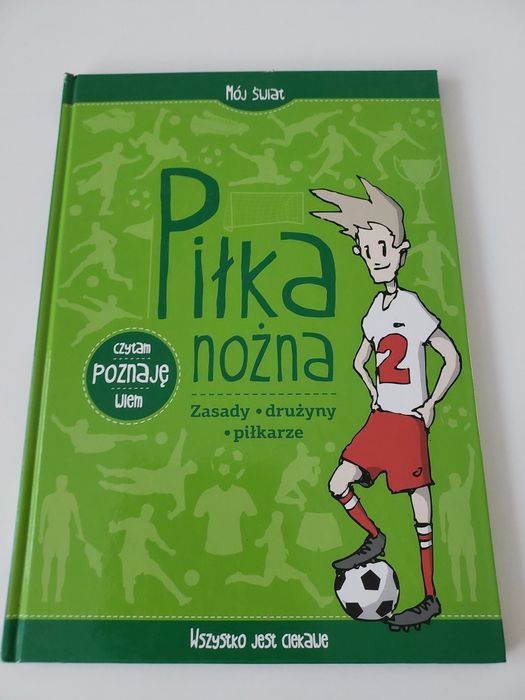 Mój świat
Piłka
nożna
czytam
poznaję
wiem
Zasady • drużyny
• piłkarze
2
Wszystko jest ciekawe